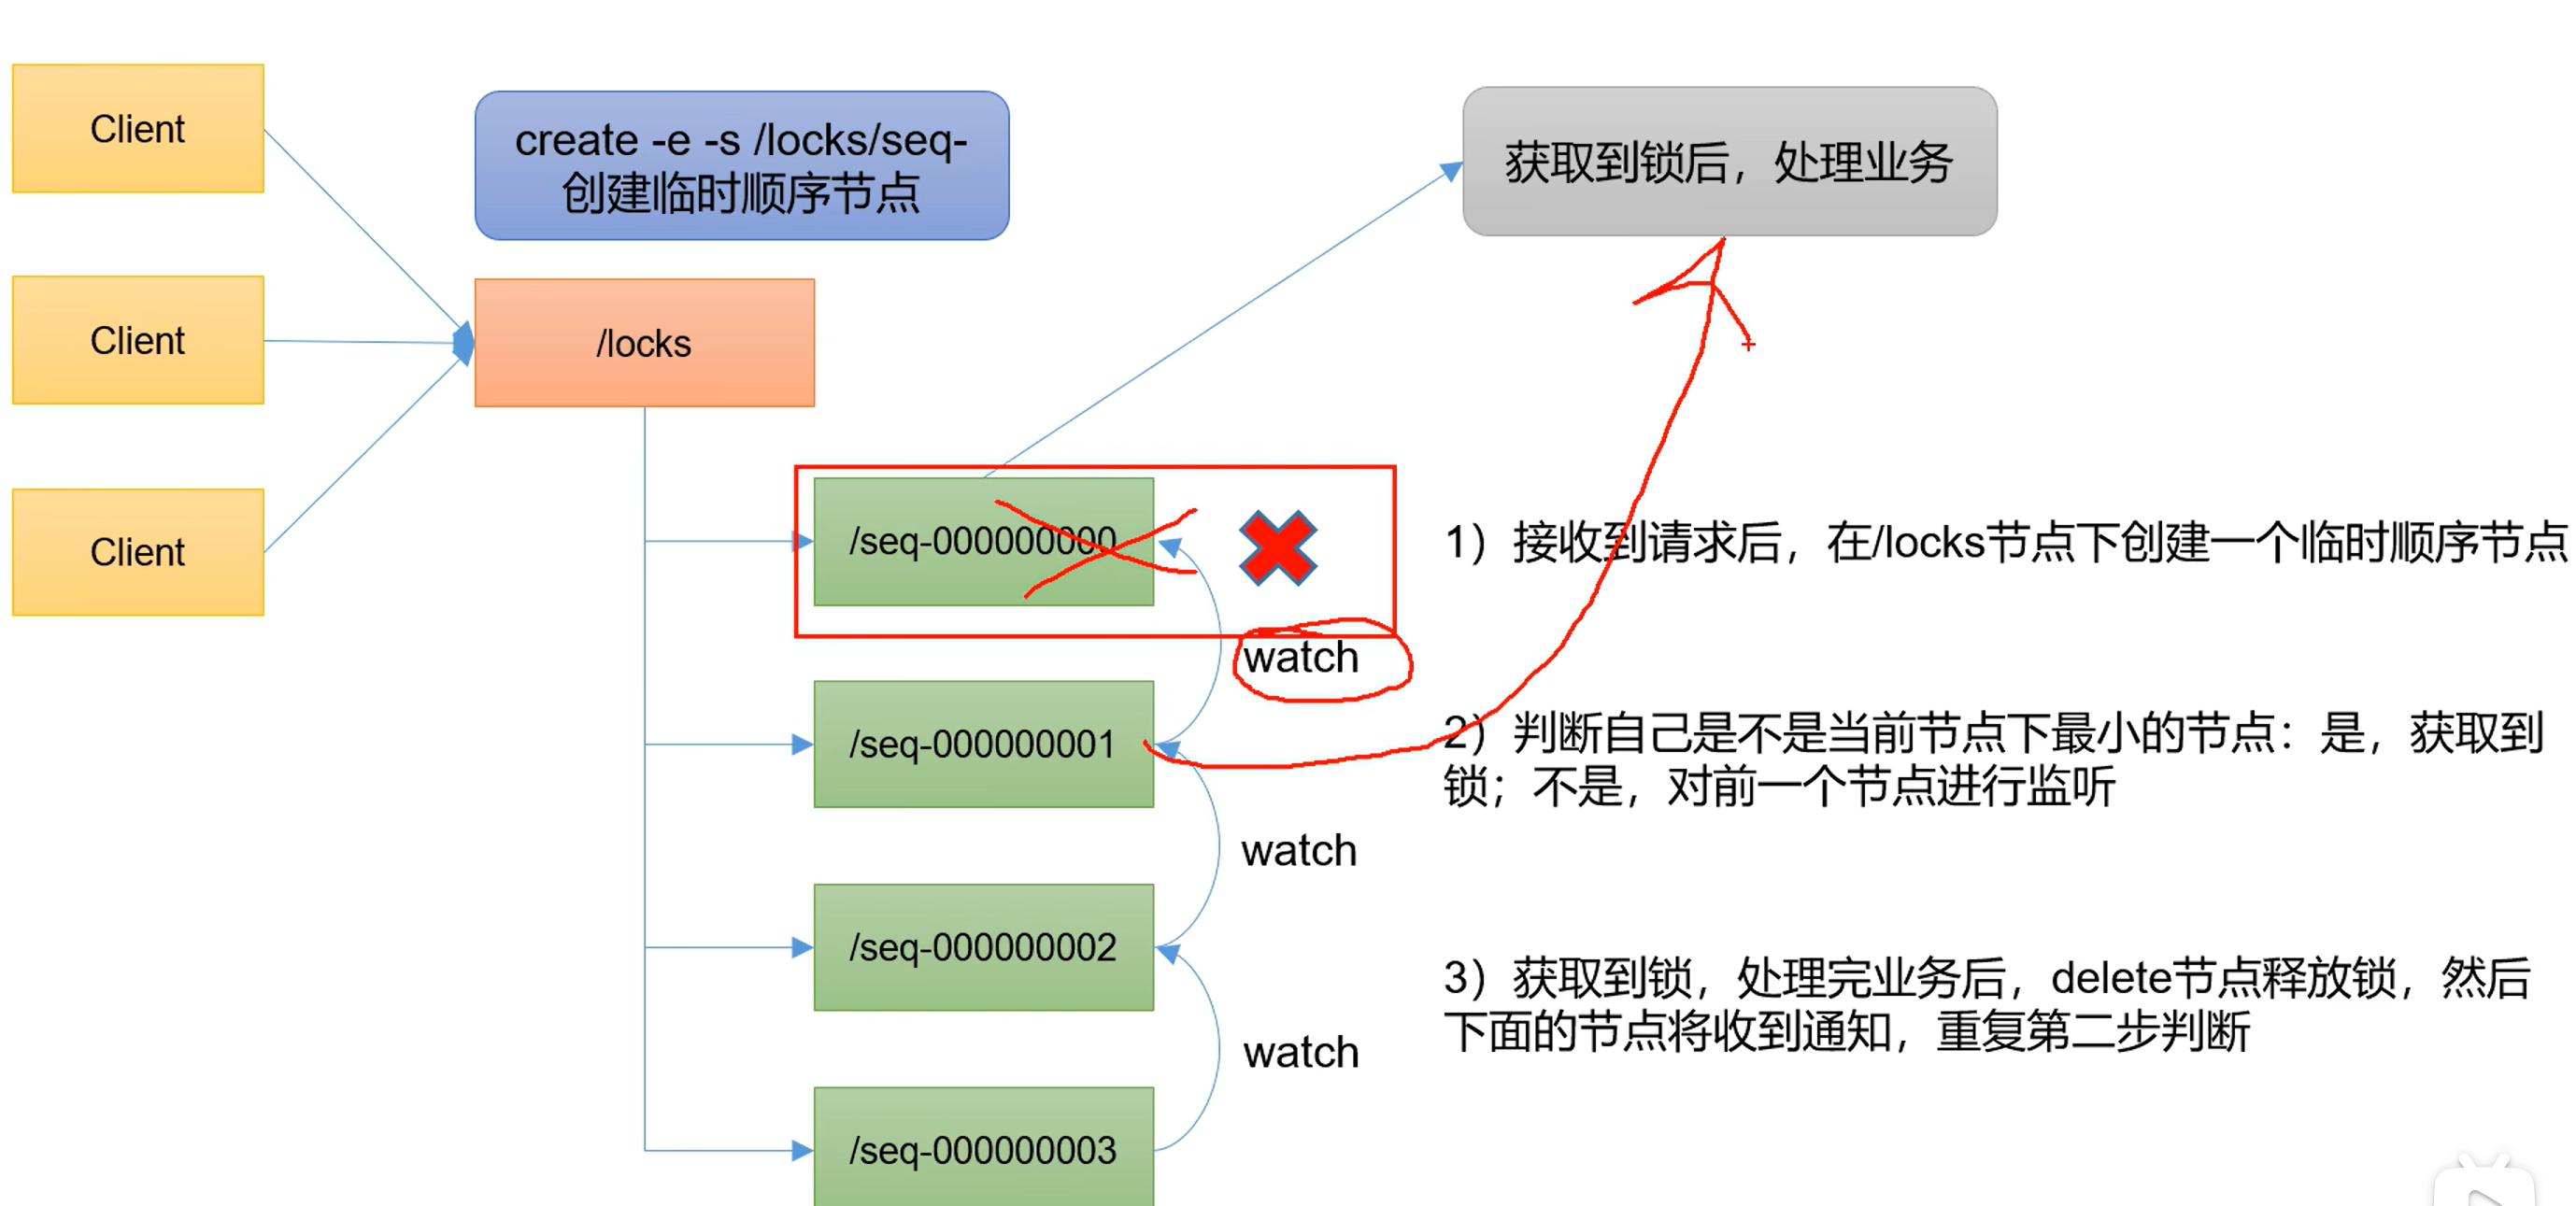 Client
Client
Client
create -e -s /locks/seq-
创建临时顺序节点
/locks
获取到锁后，处理业务
/seq-000000000
watch
/seq-000000001
watch
/seq-000000002
watch
/seq-000000003
1）接收到请求后，在/locks节点下创建一个临时顺序节点
2）判断自己是不是当前节点下最小的节点：是，获取到
锁；不是，对前一个节点进行监听
3）获取到锁，处理完业务后，delete节点释放锁，然后
下面的节点将收到通知，重复第二步判断